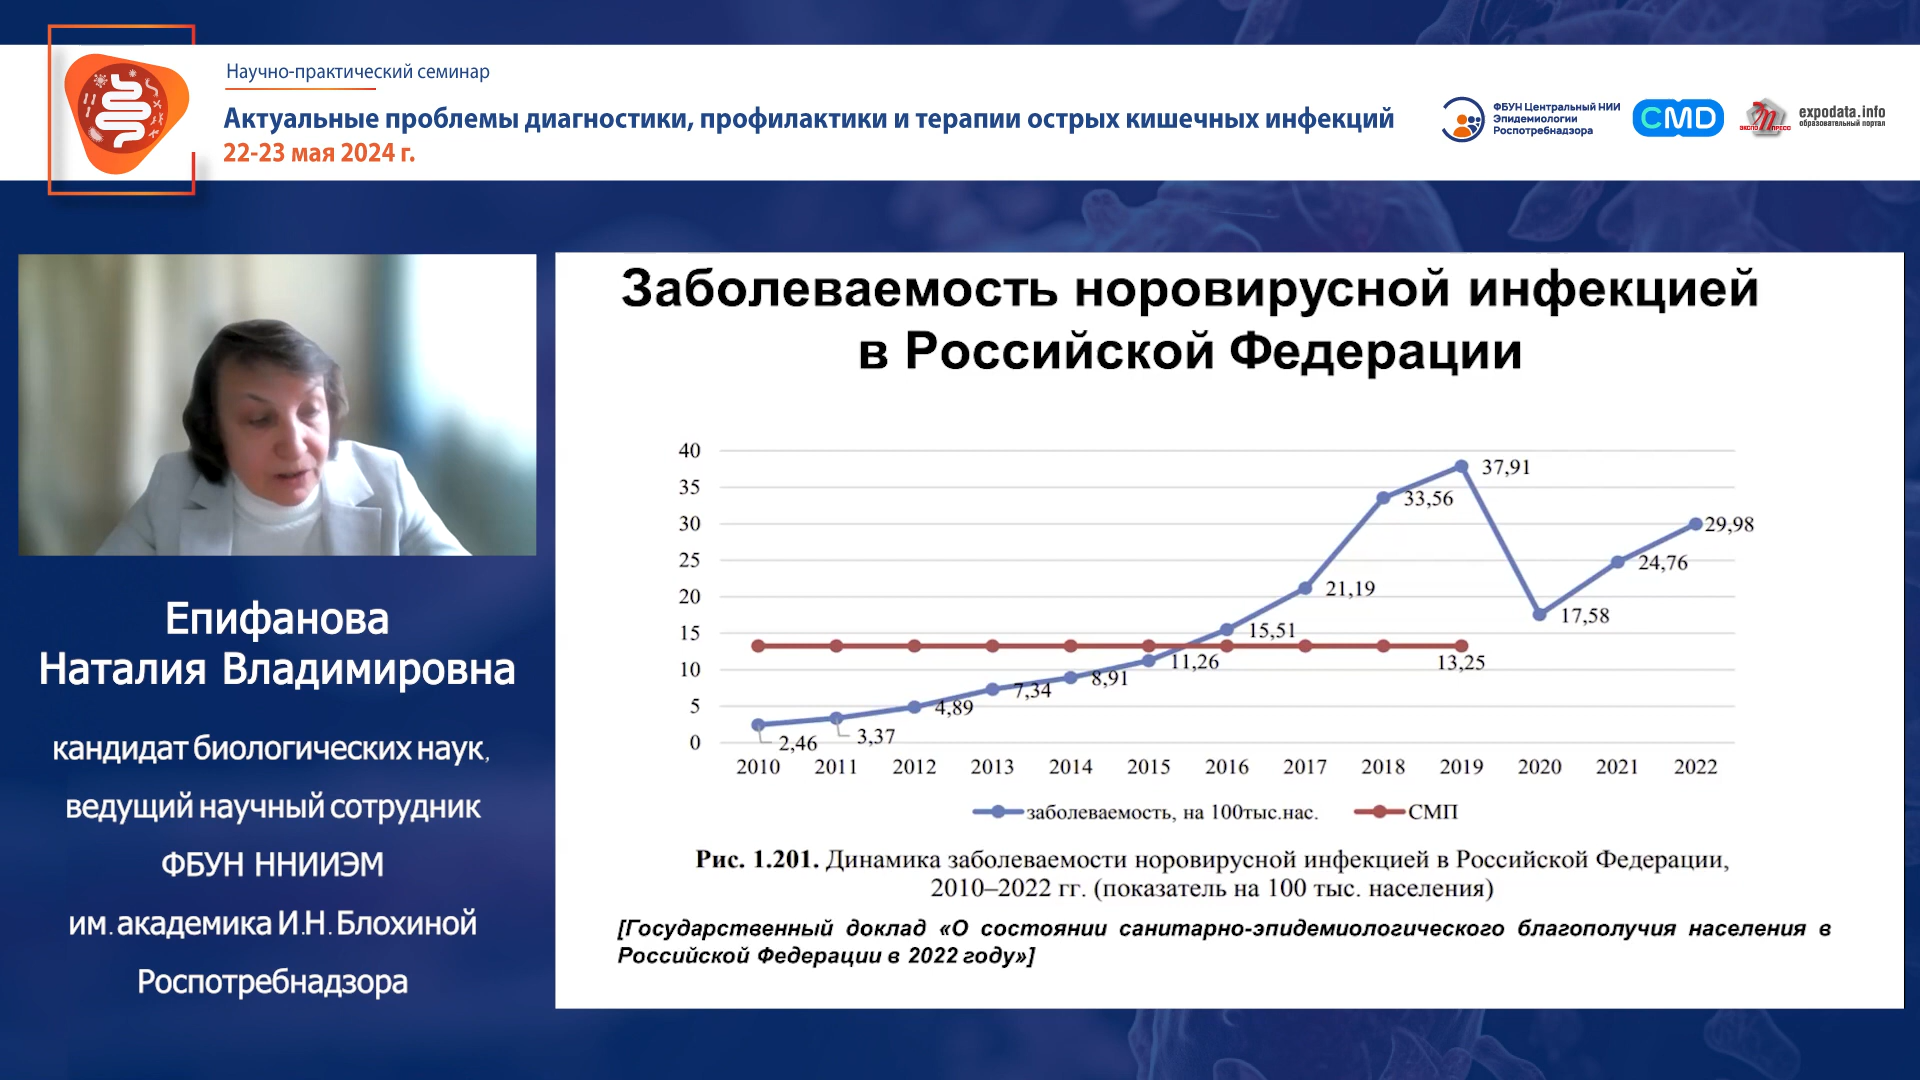 Научно-практический семинар
Актуальные проблемы диагностики, профилактики и терапии острых кишечных инфекций
22-23 мая 2024 г.
ФБУН Центральный НИИ
Эпидемиологии
Роспотребнадзора
CMD
ЭКСПО ПРЕСС
expodata.info
образовательный портал
Епифанова
Наталия Владимировна
кандидат биологических наук,
ведущий научный сотрудник
ФБУН ННИИЭМ
им. академика И.Н. Блохиной
Роспотребнадзора
Заболеваемость норовирусной инфекцией
в Российской Федерации
40
35
30
25
20
15
10
5
0
2,46
3,37
4,89
7,34
8,91
11,26
15,51
21,19
33,56
37,91
17,58
24,76
29,98
13,25
2010 2011 2012 2013 2014 2015 2016 2017 2018 2019 2020 2021 2022
заболеваемость, на 100тыс.нас. СМП
Рис. 1.201. Динамика заболеваемости норовирусной инфекцией в Российской Федерации,
2010–2022 гг. (показатель на 100 тыс. населения)
[Государственный доклад «О состоянии санитарно-эпидемиологического благополучия населения в
Российской Федерации в 2022 году»]